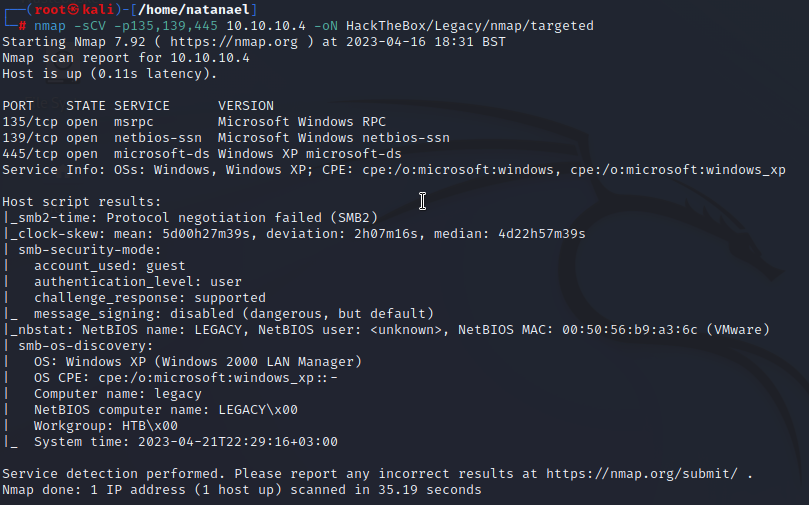 ┌──(root㉿kali)-[/home/natanael]
└─# nmap -sCV -p135,139,445 10.10.10.4 -oN HackTheBox/Legacy/nmap/targeted
Starting Nmap 7.92 ( https://nmap.org ) at 2023-04-16 18:31 BST
Nmap scan report for 10.10.10.4
Host is up (0.11s latency).

PORT    STATE SERVICE      VERSION
135/tcp open  msrpc        Microsoft Windows RPC
139/tcp open  netbios-ssn  Microsoft Windows netbios-ssn
445/tcp open  microsoft-ds Windows XP microsoft-ds
Service Info: OSs: Windows, Windows XP; CPE: cpe:/o:microsoft:windows, cpe:/o:microsoft:windows_xp

Host script results:
|_smb2-time: Protocol negotiation failed (SMB2)
|_clock-skew: mean: 5d00h27m39s, deviation: 2h07m16s, median: 4d22h57m39s
| smb-security-mode:
|   account_used: guest
|   authentication_level: user
|   challenge_response: supported
|_  message_signing: disabled (dangerous, but default)
|_nbstat: NetBIOS name: LEGACY, NetBIOS user: <unknown>, NetBIOS MAC: 00:50:56:b9:a3:6c (VMware)
| smb-os-discovery:
|   OS: Windows XP (Windows 2000 LAN Manager)
|   OS CPE: cpe:/o:microsoft:windows_xp::-
|   Computer name: legacy
|   NetBIOS computer name: LEGACY\x00
|   Workgroup: HTB\x00
|_  System time: 2023-04-21T22:29:16+03:00

Service detection performed. Please report any incorrect results at https://nmap.org/submit/ .
Nmap done: 1 IP address (1 host up) scanned in 35.19 seconds